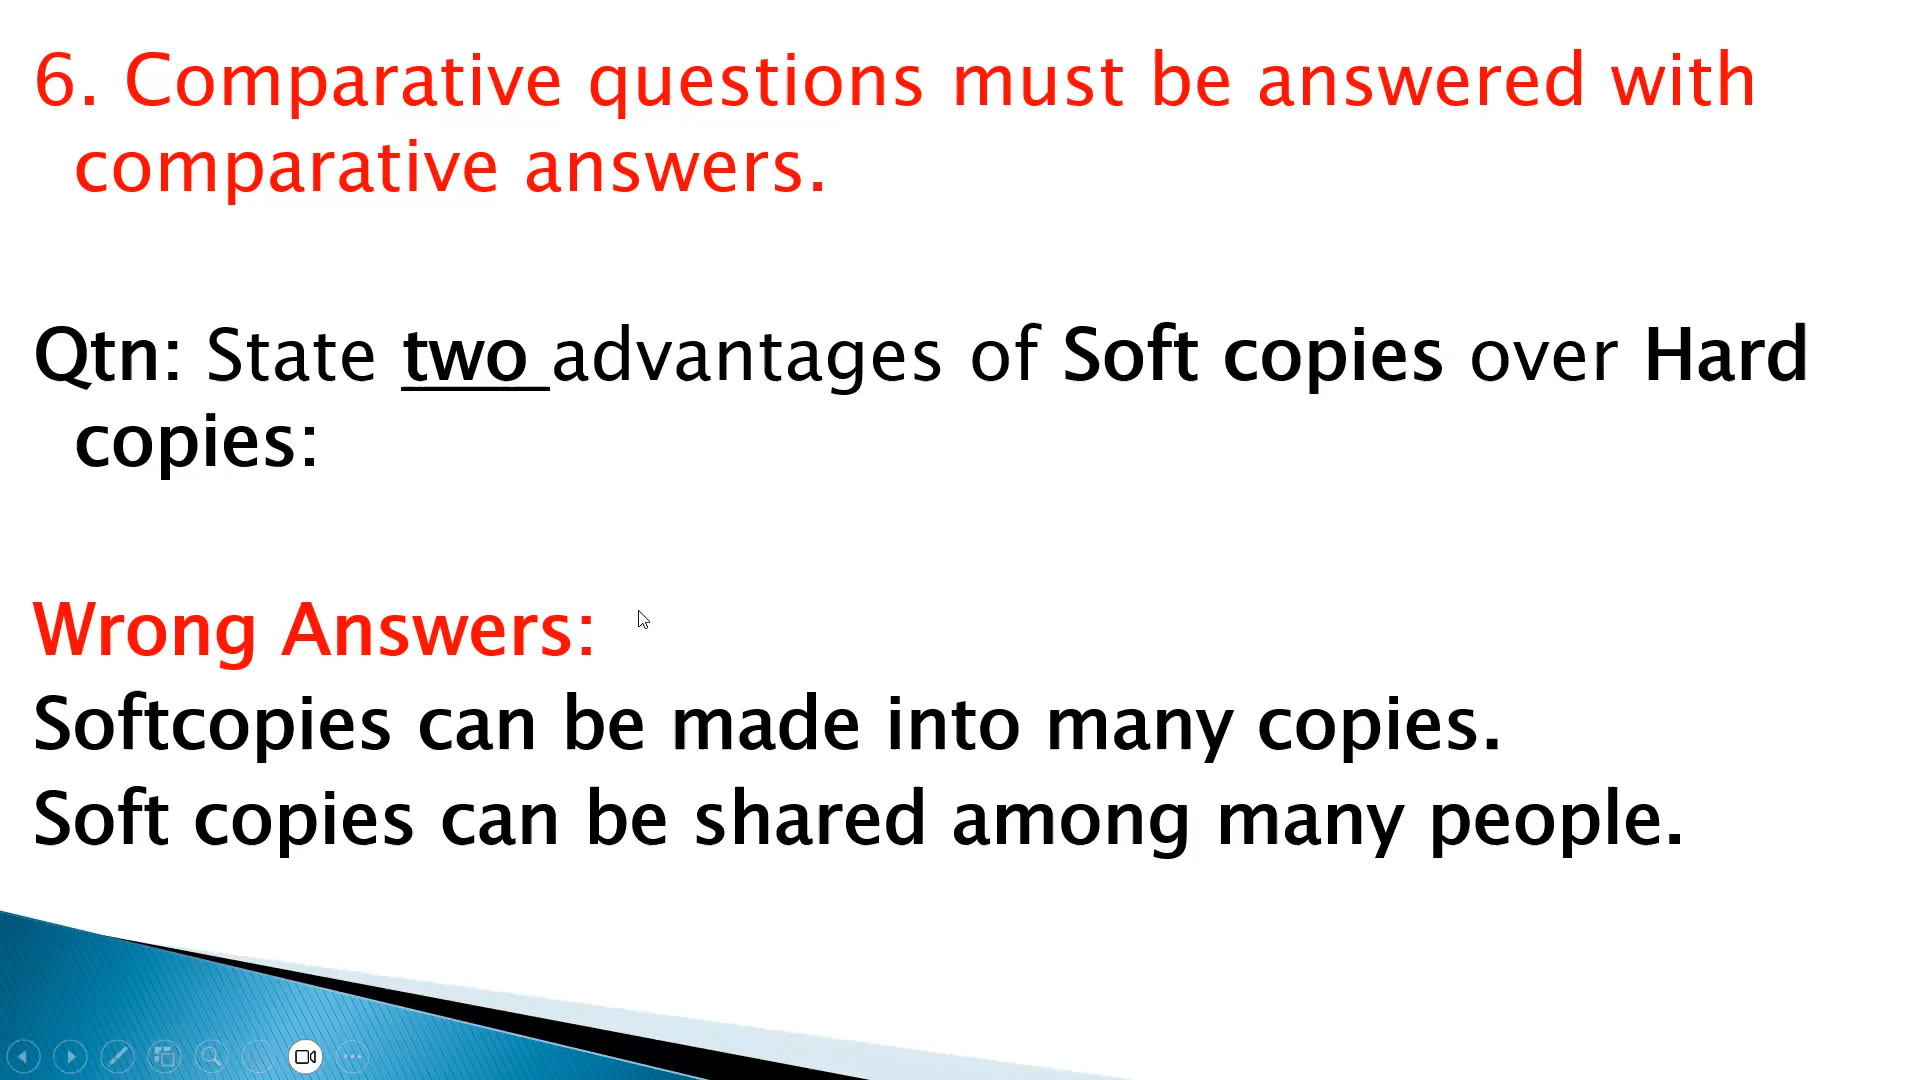 6. Comparative questions must be answered with
comparative answers.
Qtn: State two advantages of Soft copies over Hard
copies:
Wrong Answers:
Softcopies can be made into many copies.
Soft copies can be shared among many people.